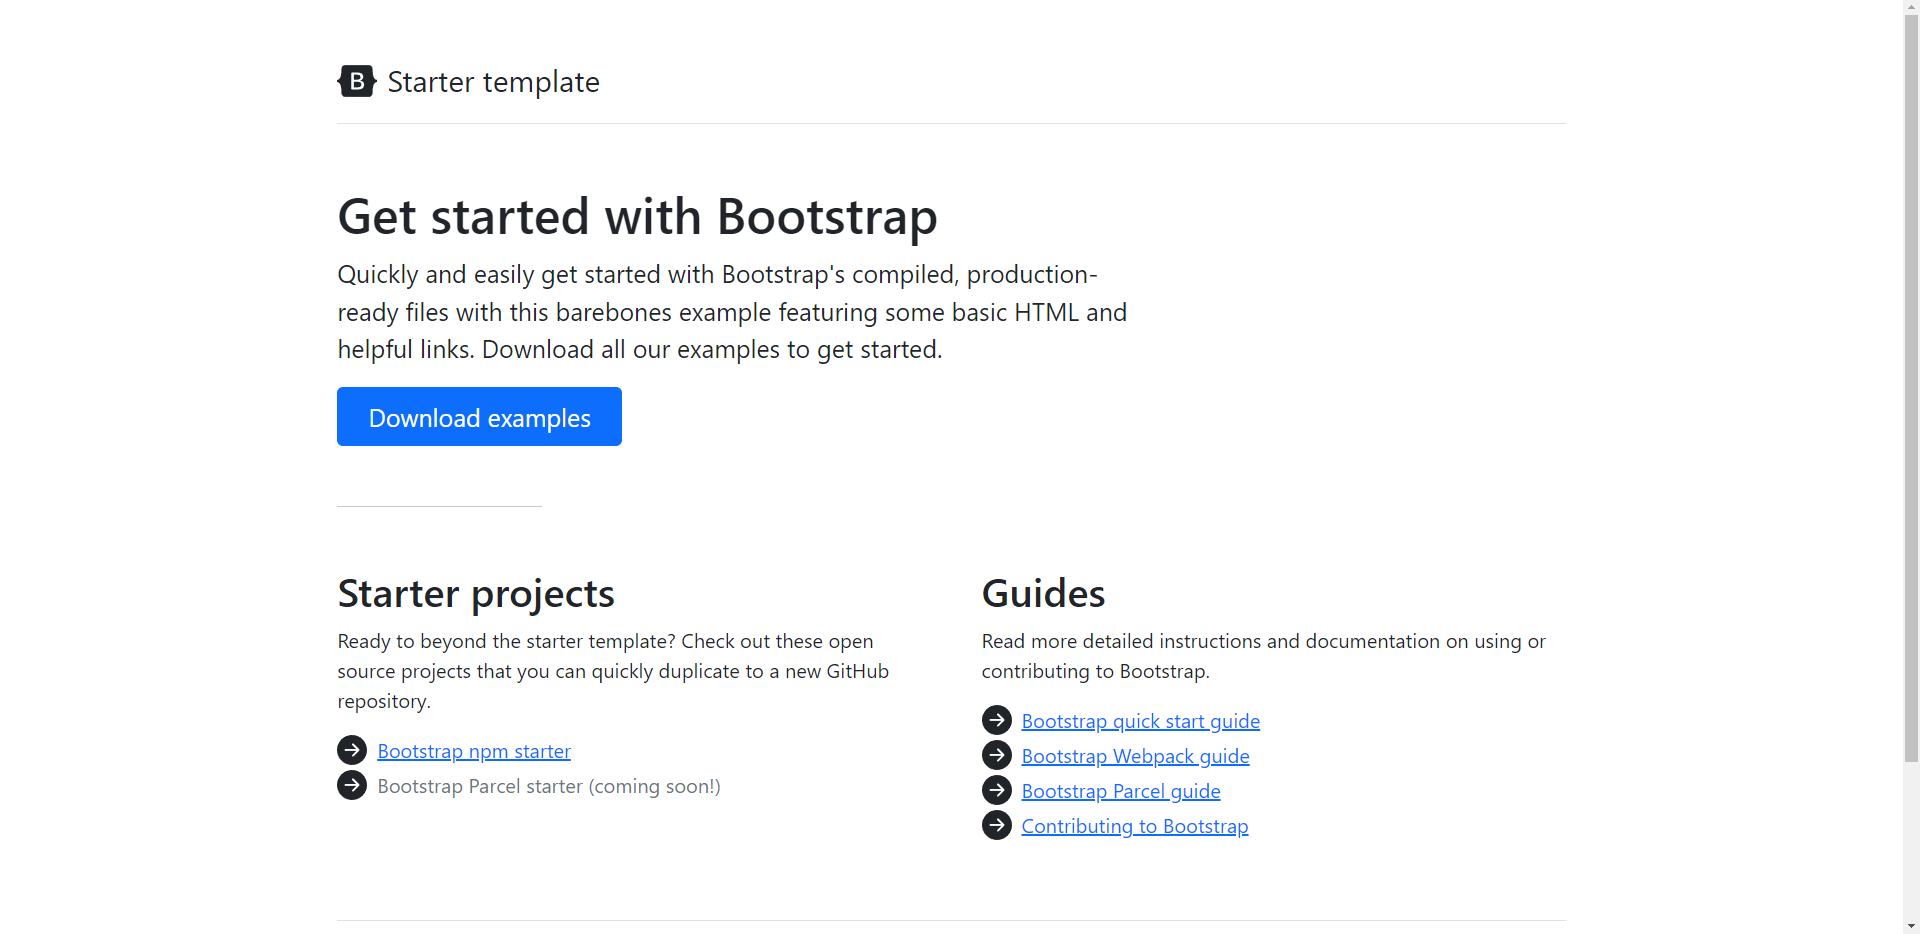 B Starter template
Get started with Bootstrap
Quickly and easily get started with Bootstrap's compiled, production-
ready files with this barebones example featuring some basic HTML and
helpful links. Download all our examples to get started.
Download examples
Starter projects
Ready to beyond the starter template? Check out these open
source projects that you can quickly duplicate to a new GitHub
repository.
Bootstrap npm starter
Bootstrap Parcel starter (coming soon!)
Guides
Read more detailed instructions and documentation on using or
contributing to Bootstrap.
Bootstrap quick start guide
Bootstrap Webpack guide
Bootstrap Parcel guide
Contributing to Bootstrap